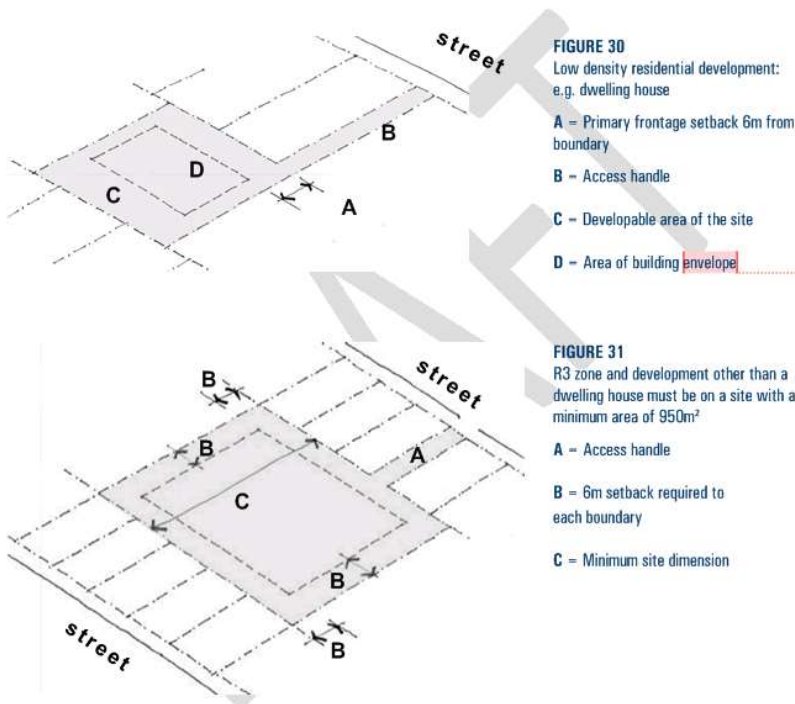 street
B
D
C
A
FIGURE 30
Low density residential development:
e.g. dwelling house
A = Primary frontage setback 6m from
boundary
B = Access handle
C = Developable area of the site
D = Area of building envelope
B
street
B
A
C
B
street
B
FIGURE 31
R3 zone and development other than a
dwelling house must be on a site with a
minimum area of 950m²
A = Access handle
B = 6m setback required to
each boundary
C = Minimum site dimension